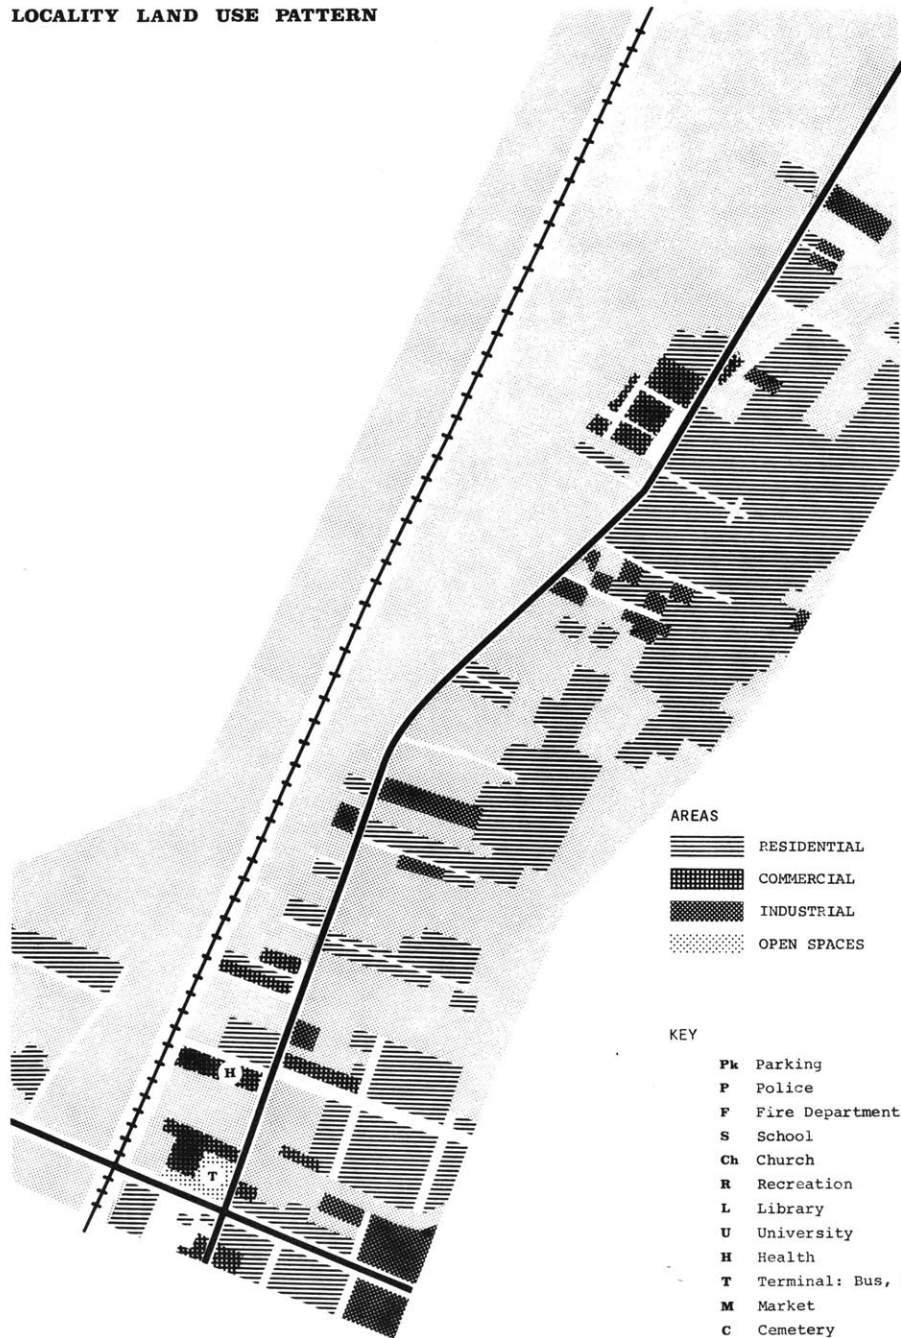 LOCALITY LAND USE PATTERN
AREAS
RESIDENTIAL
COMMERCIAL
INDUSTRIAL
OPEN SPACES
H
T
KEY
Pk Parking
P Police
F Fire Department
S School
Ch Church
R Recreation
L Library
U University
H Health
T Terminal: Bus,
M Market
C Cemetery